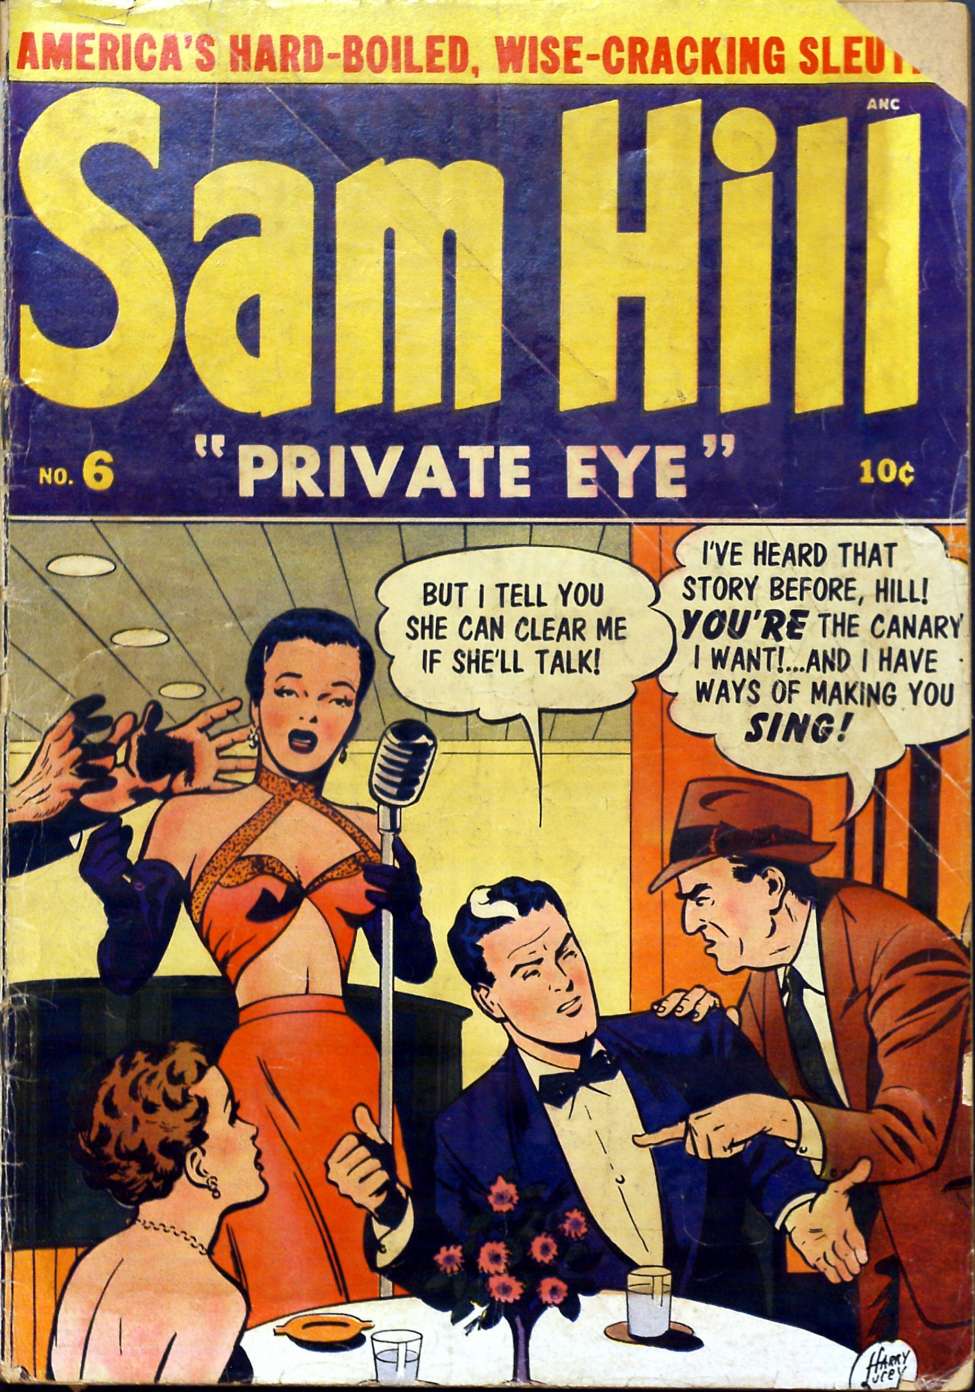 AMERICA'S HARD-BOILED, WISE-CRACKING
ANC
Sam Hill
"PRIVATE EYE"
NO. 6
10¢
BUT I TELL YOU
SHE CAN CLEAR ME
IF SHE'LL TALK!
I'VE HEARD THAT
STORY BEFORE, HILL!
YOU'RE THE CANARY
I WANT!...AND I HAVE
WAYS OF MAKING YOU
SING!
HARRY
LUCEY